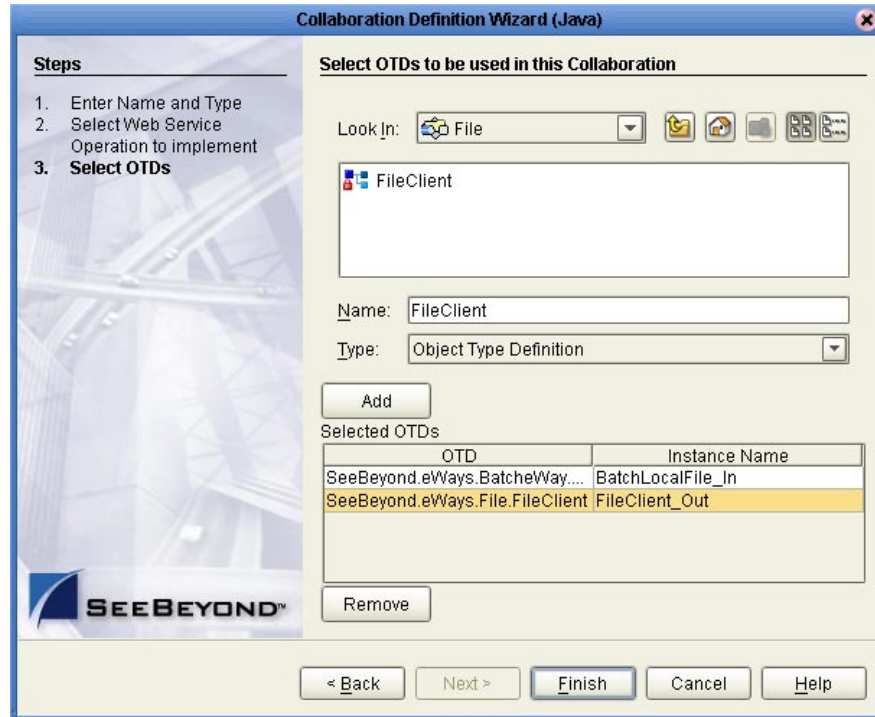 Collaboration Definition Wizard (Java)
Steps
1. Enter Name and Type
2. Select Web Service
Operation to implement
3. Select OTDs
SEEBEYOND™
Select OTDs to be used in this Collaboration
Look In: File
FileClient
Name: FileClient
Type: Object Type Definition
Add
Selected OTDs
OTD Instance Name
SeeBeyond.eWays.BatcheWay.... BatchLocalFile_In
SeeBeyond.eWays.File.FileClient FileClient_Out
Remove
< Back Next > Finish Cancel Help